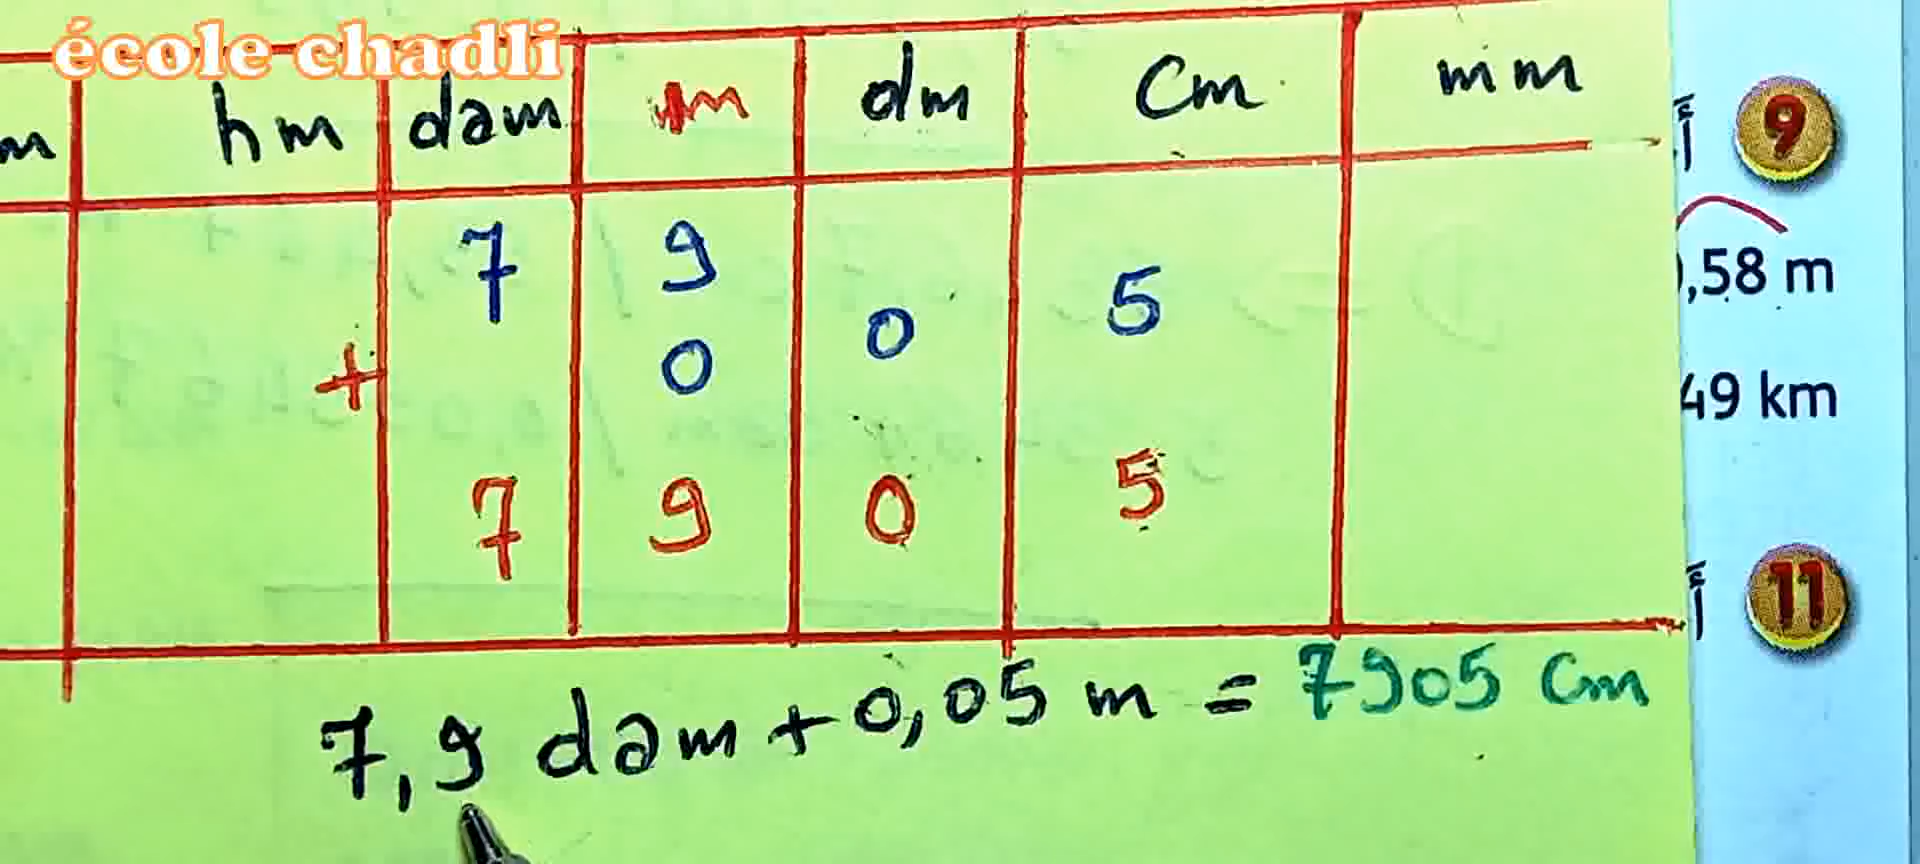 école chadli
m hm dam m dm cm mm
7 9
5
+ 0 0
7 9 0 5
7,9 dam + 0,05 m = 7905 cm
أ 9
,58 m
49 km
أ 11